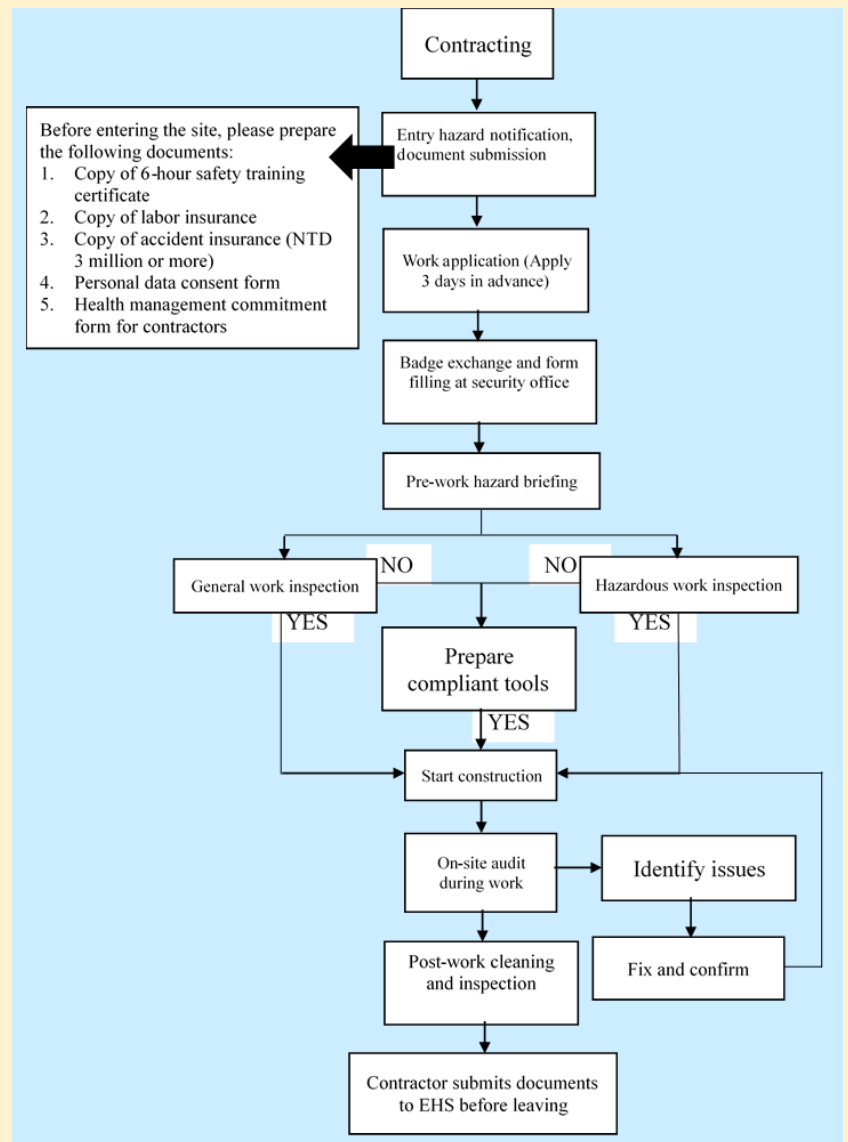 Contracting
Entry hazard notification,
document submission
Before entering the site, please prepare
the following documents:
1. Copy of 6-hour safety training
certificate
2. Copy of labor insurance
3. Copy of accident insurance (NTD
3 million or more)
4. Personal data consent form
5. Health management commitment
form for contractors
Work application (Apply
3 days in advance)
Badge exchange and form
filling at security office
Pre-work hazard briefing
General work inspection
NO
NO
Hazardous work inspection
YES
YES
Prepare
compliant tools
YES
Start construction
On-site audit
during work
Identify issues
Fix and confirm
Post-work cleaning
and inspection
Contractor submits documents
to EHS before leaving